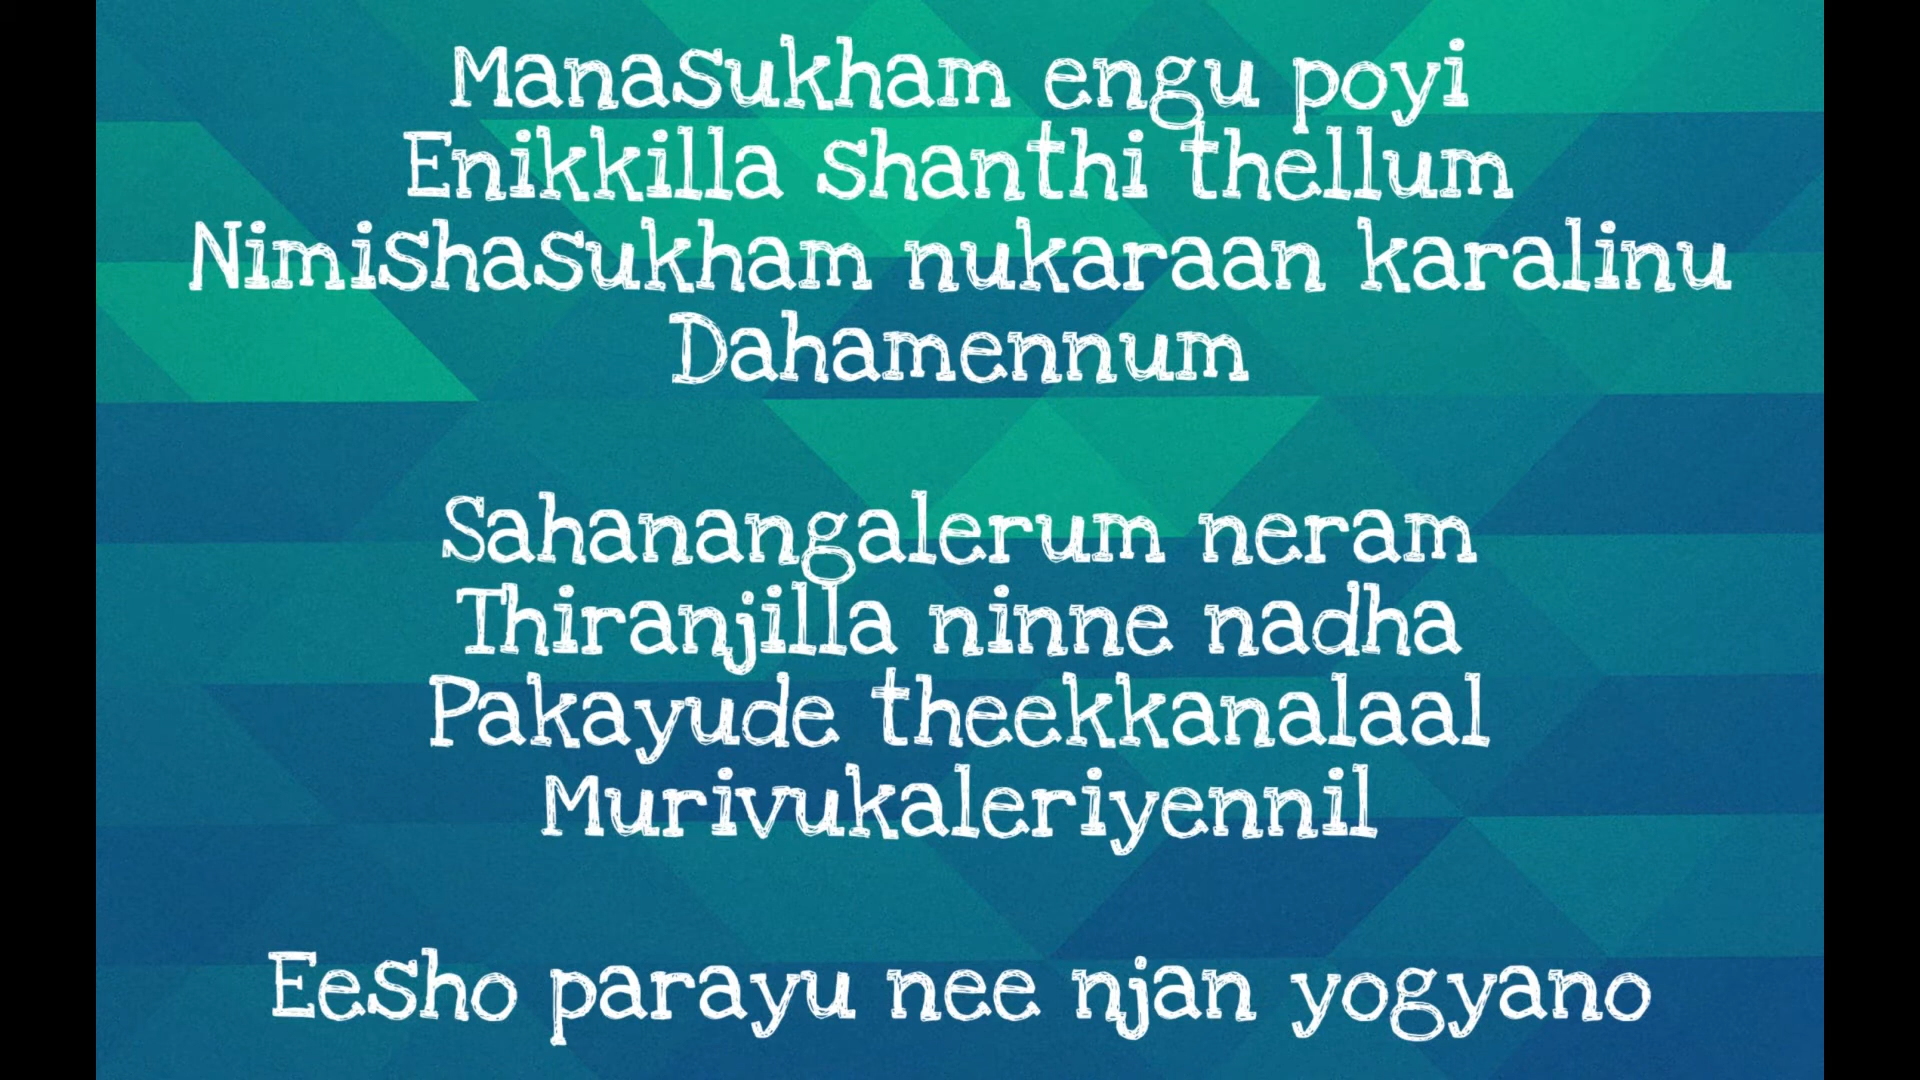 Manasukham engu poyi
Enikkilla shanthi thellum
Nimishasukham nukaraan karalinu
Dahamennum
Sahanangalerum neram
Thiranjilla ninne nadha
Pakayude theekkanalaal
Murivukaleriyennil
Eesho parayu nee njan yogyano